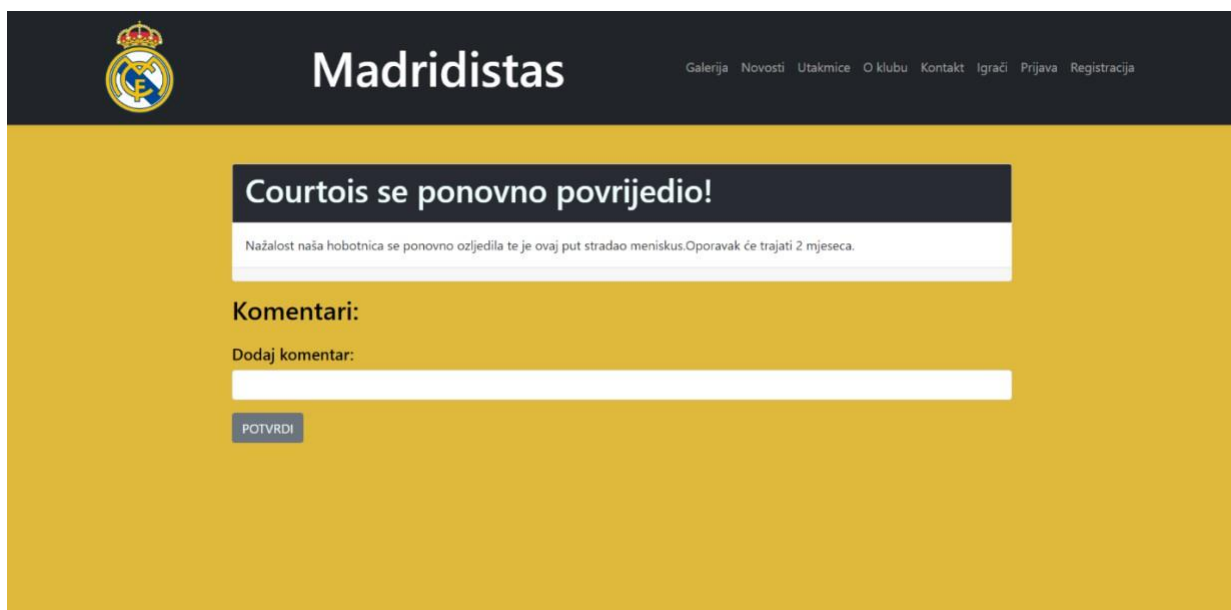 Madridistas
Galerija Novosti Utakmice O klubu Kontakt Igrači Prijava Registracija
Courtois se ponovno povrijedio!
Nažalost naša hobotnica se ponovno ozljedila te je ovaj put stradao meniskus.Oporavak će trajati 2 mjeseca.
Komentari:
Dodaj komentar:
POTVRDI